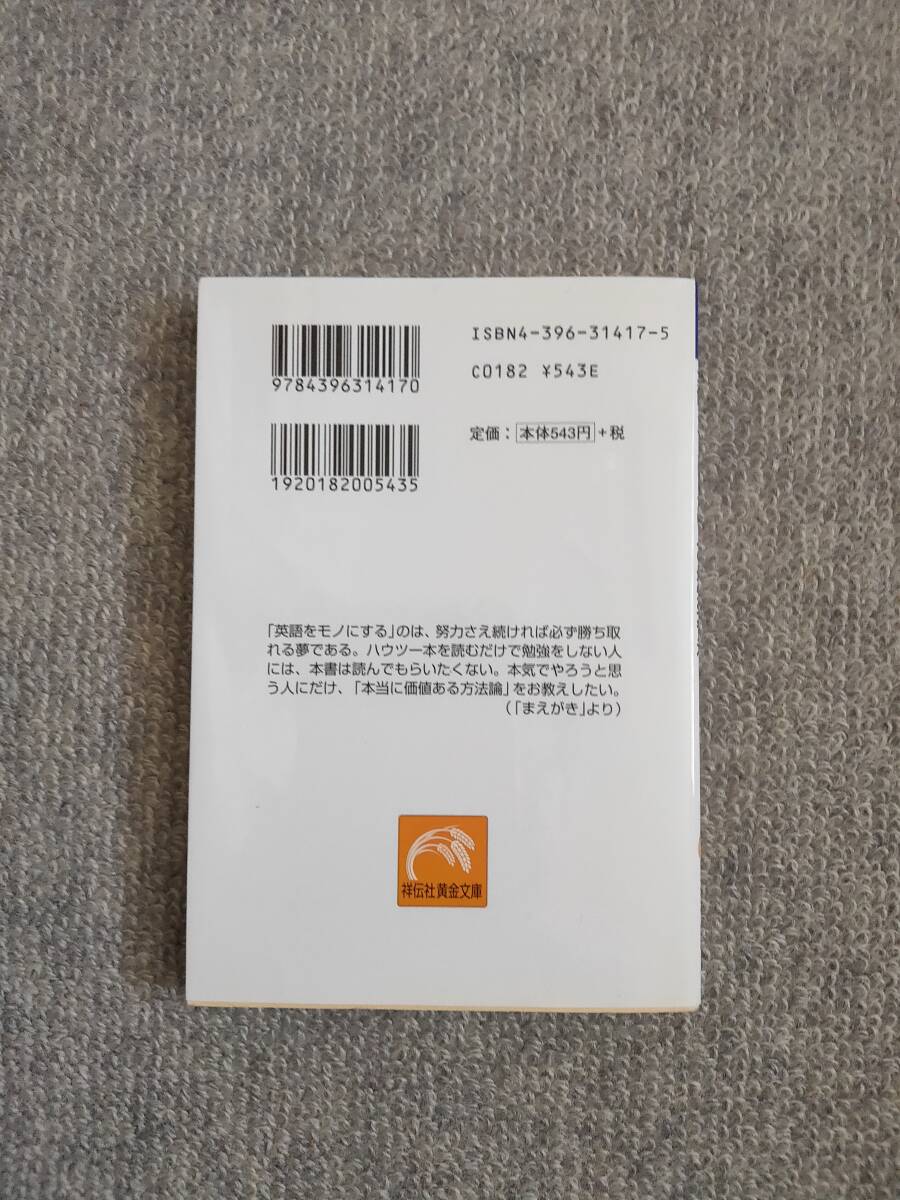 ISBN4-396-31417-5
9784396314170
C0182 ¥543E
定価：本体543円+税
1920182005435
「英語をモノにする」のは、努力さえ続ければ必ず勝ち取
れる夢である。ハウツー本を読むだけで勉強をしない人
には、本書は読んでもらいたくない。本気でやろうと思
う人にだけ、「本当に価値ある方法論」をお教えしたい。
（「まえがき」より）
祥伝社黄金文庫